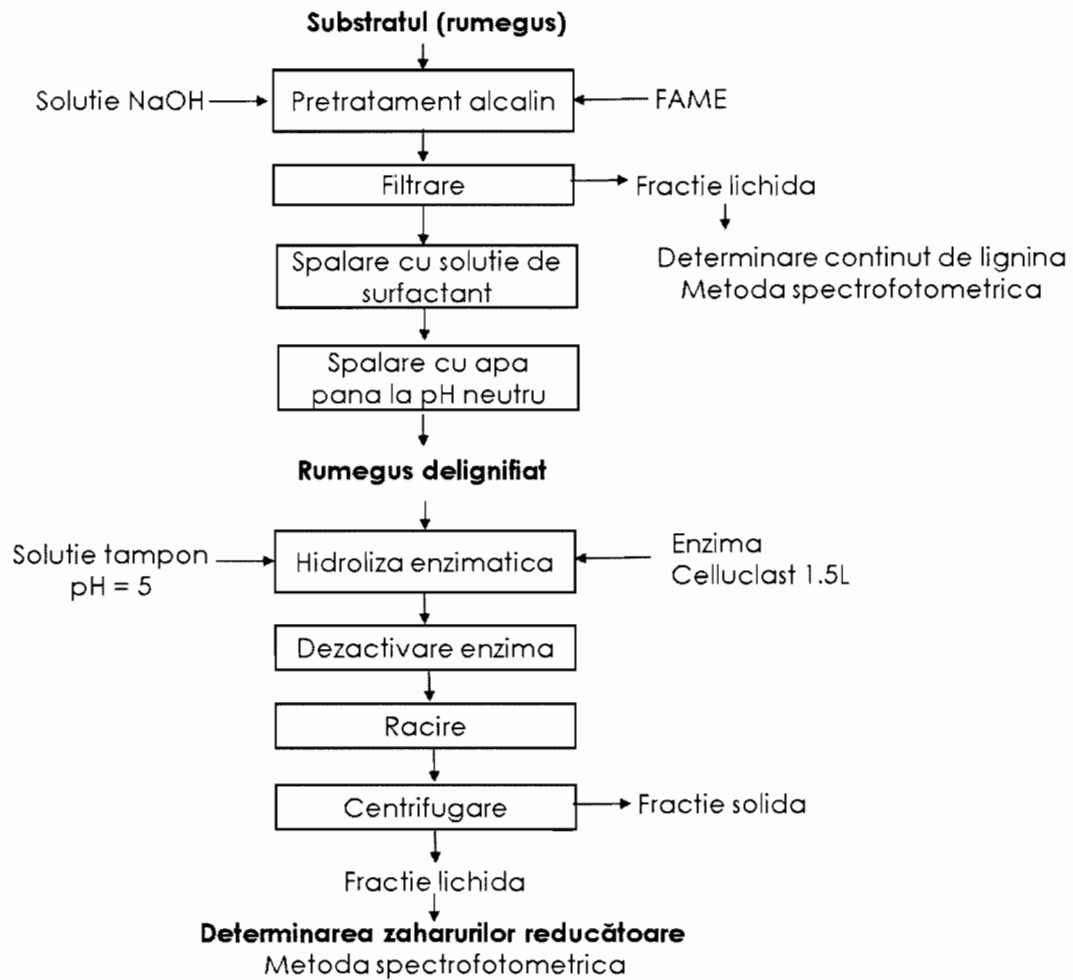 Substratul (rumegus)
Solutie NaOH
Pretratament alcalin
FAME
Filtrare
Fractie lichida
Determinare continut de lignina
Metoda spectrofotometrica
Spalare cu solutie de
surfactant
Spalare cu apa
pana la pH neutru
Rumegus delignifiat
Solutie tampon
pH = 5
Hidroliza enzimatica
Enzima
Celluclast 1.5L
Dezactivare enzima
Racire
Centrifugare
Fractie solida
Fractie lichida
Determinarea zaharurilor reducătoare
Metoda spectrofotometrica